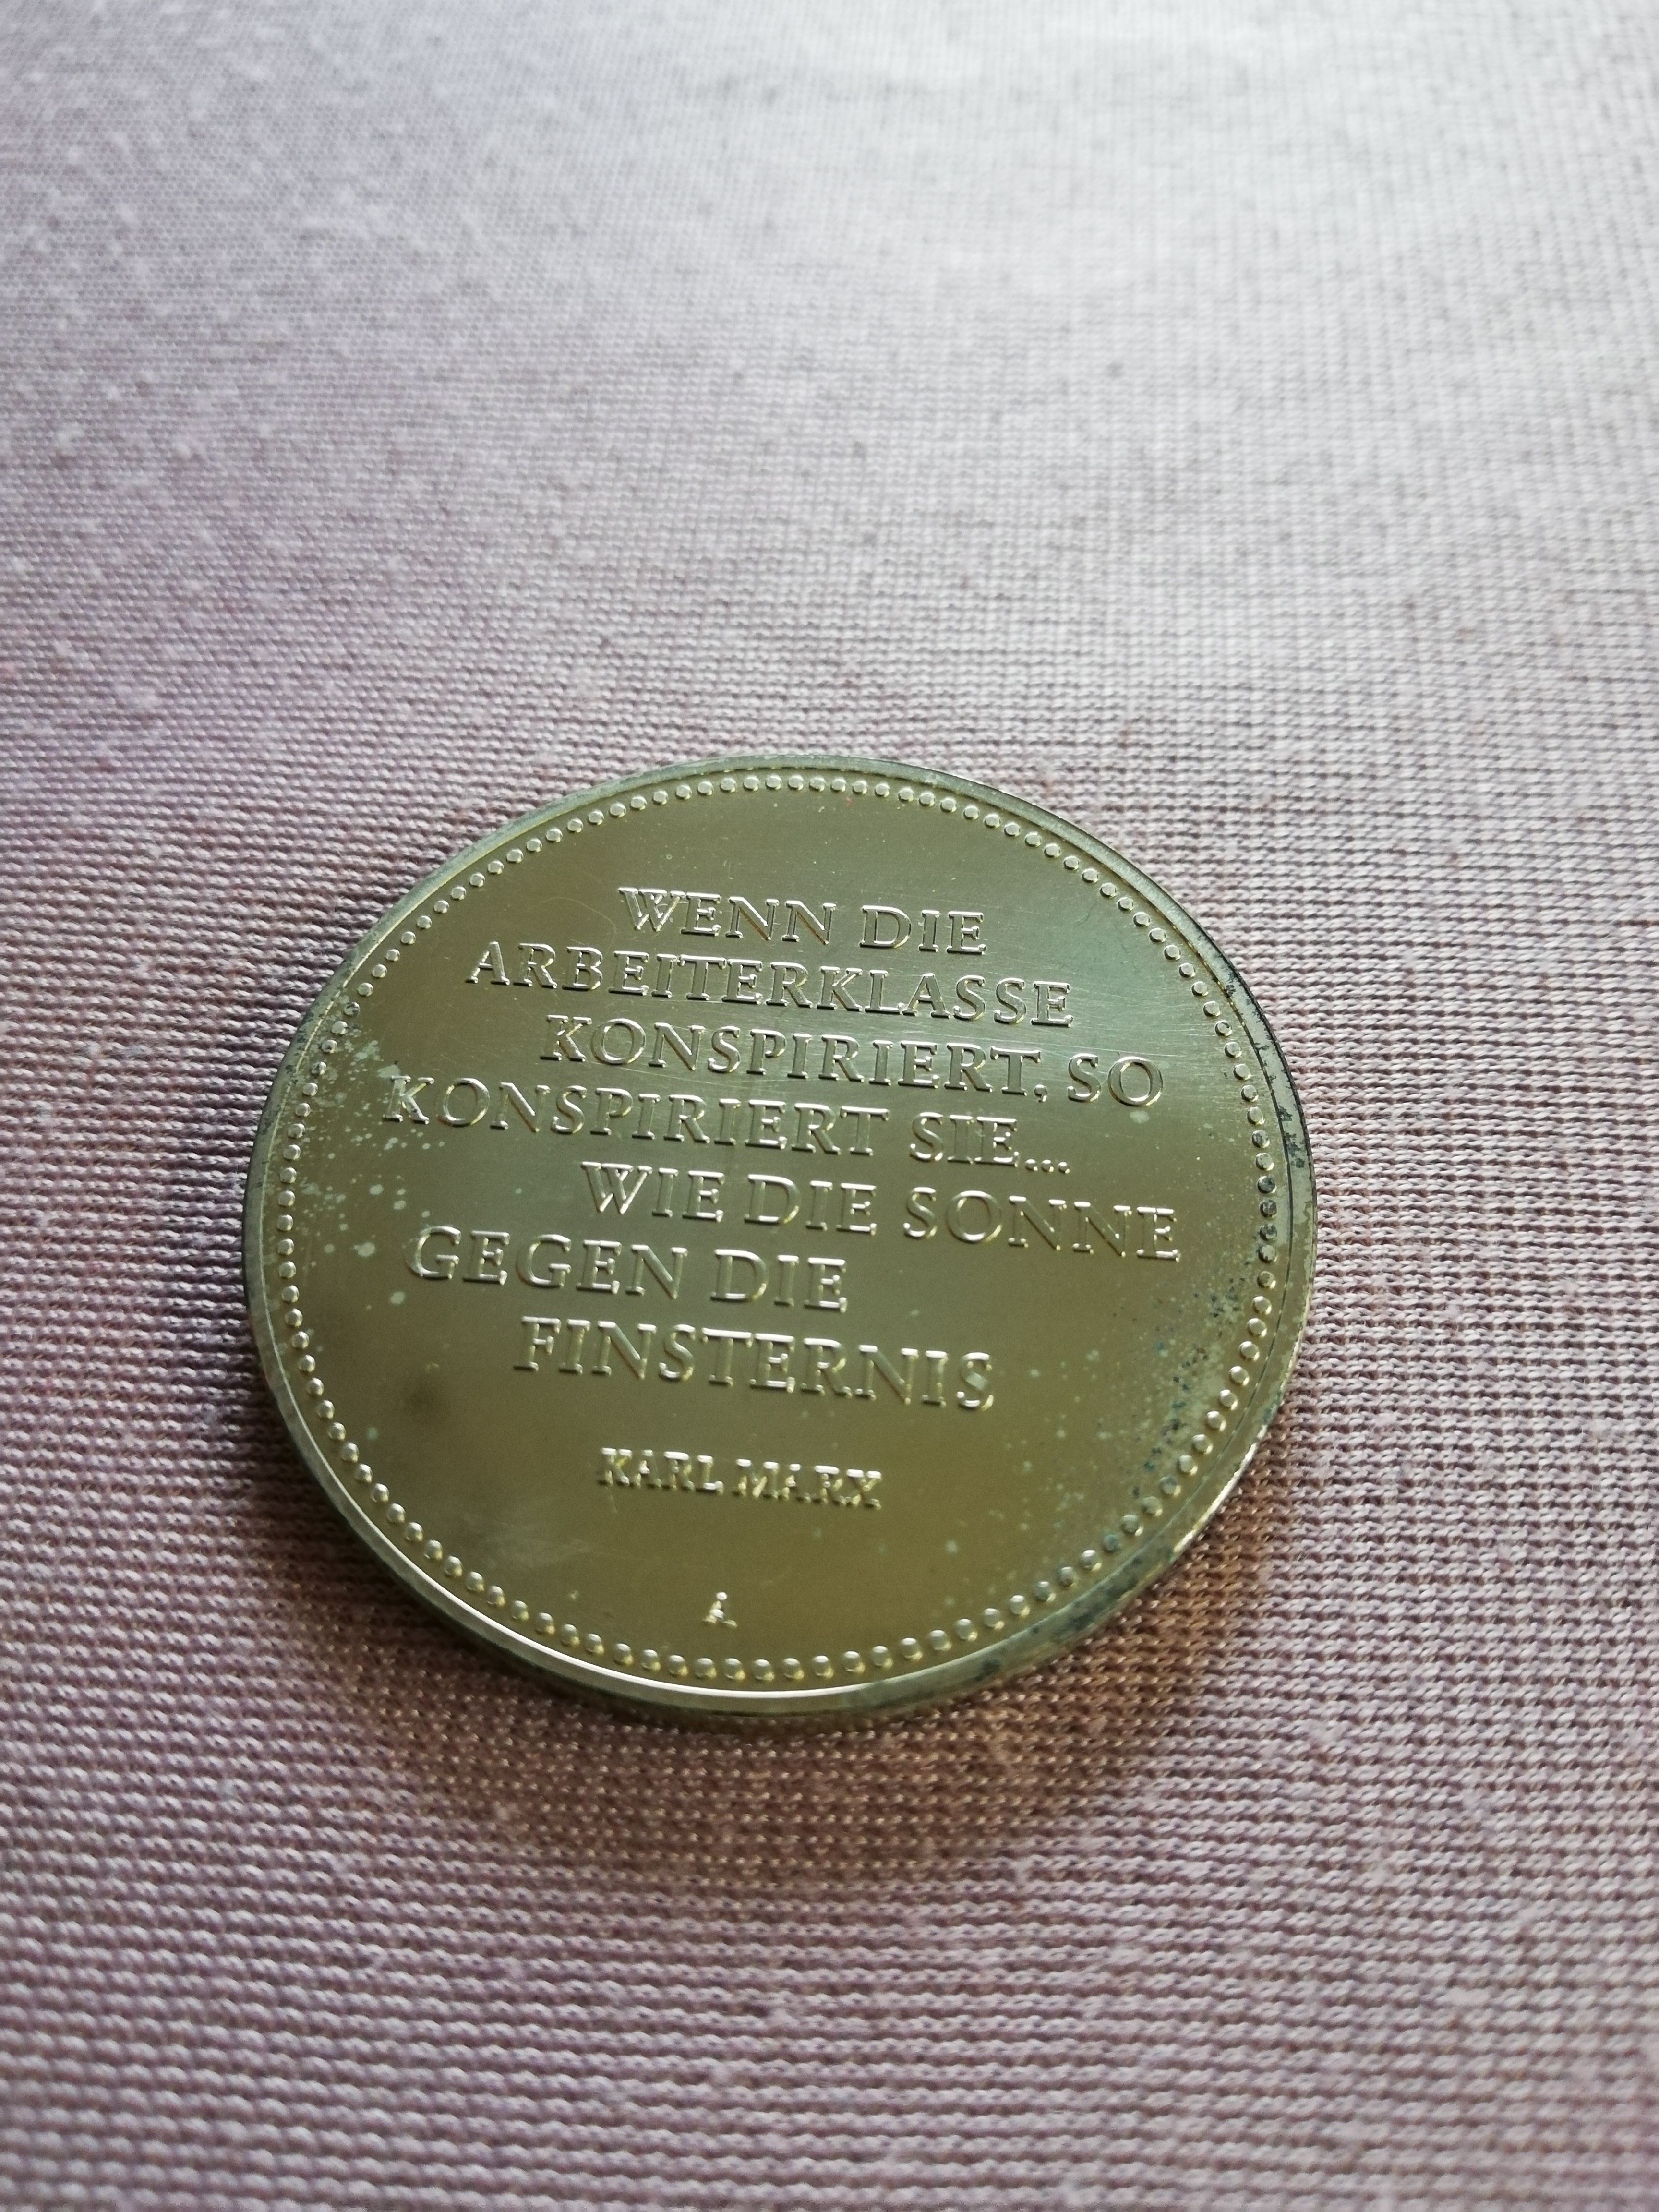 WENN DIE
ARBEITERKLASSE
KONSPIRIERT, SO
KONSPIRIERT SIE...
WIE DIE SONNE
GEGEN DIE
FINSTERNIS
KARL MARX